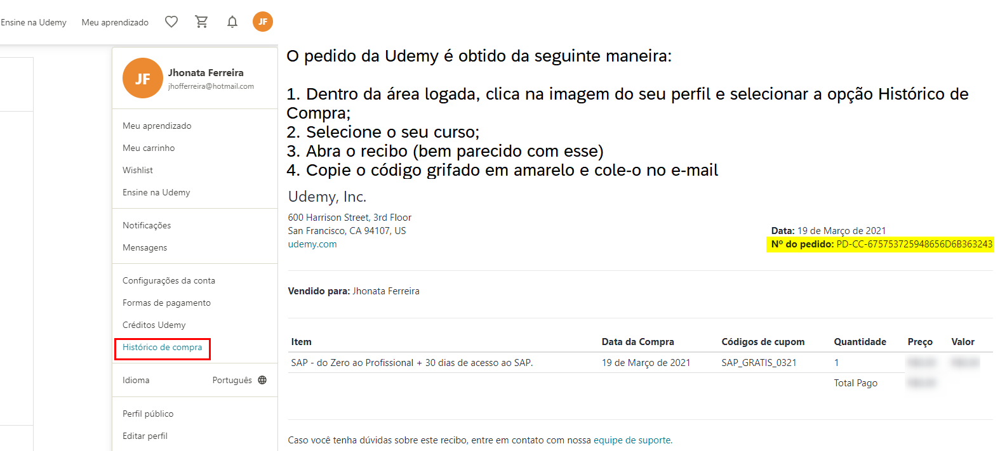 Ensine na Udemy Meu aprendizado JF
JF
Jhonata Ferreira
jhofferreira@hotmail.com
Meu aprendizado
Meu carrinho
Wishlist
Ensine na Udemy
Notificações
Mensagens
Configurações da conta
Formas de pagamento
Créditos Udemy
Histórico de compra
Idioma Português
Perfil público
Editar perfil
O pedido da Udemy é obtido da seguinte maneira:
1. Dentro da área logada, clica na imagem do seu perfil e selecionar a opção Histórico de
Compra;
2. Selecione o seu curso;
3. Abra o recibo (bem parecido com esse)
4. Copie o código grifado em amarelo e cole-o no e-mail
Udemy, Inc.
600 Harrison Street, 3rd Floor
San Francisco, CA 94107, US
udemy.com
Data: 19 de Março de 2021
Nº do pedido: PD-CC-675753725948656D6B363243
Vendido para: Jhonata Ferreira
Item Data da Compra Códigos de cupom Quantidade Preço Valor
SAP - do Zero ao Profissional + 30 dias de acesso ao SAP. 19 de Março de 2021 SAP_GRATIS_0321 1
Total Pago
Caso você tenha dúvidas sobre este recibo, entre em contato com nossa equipe de suporte.